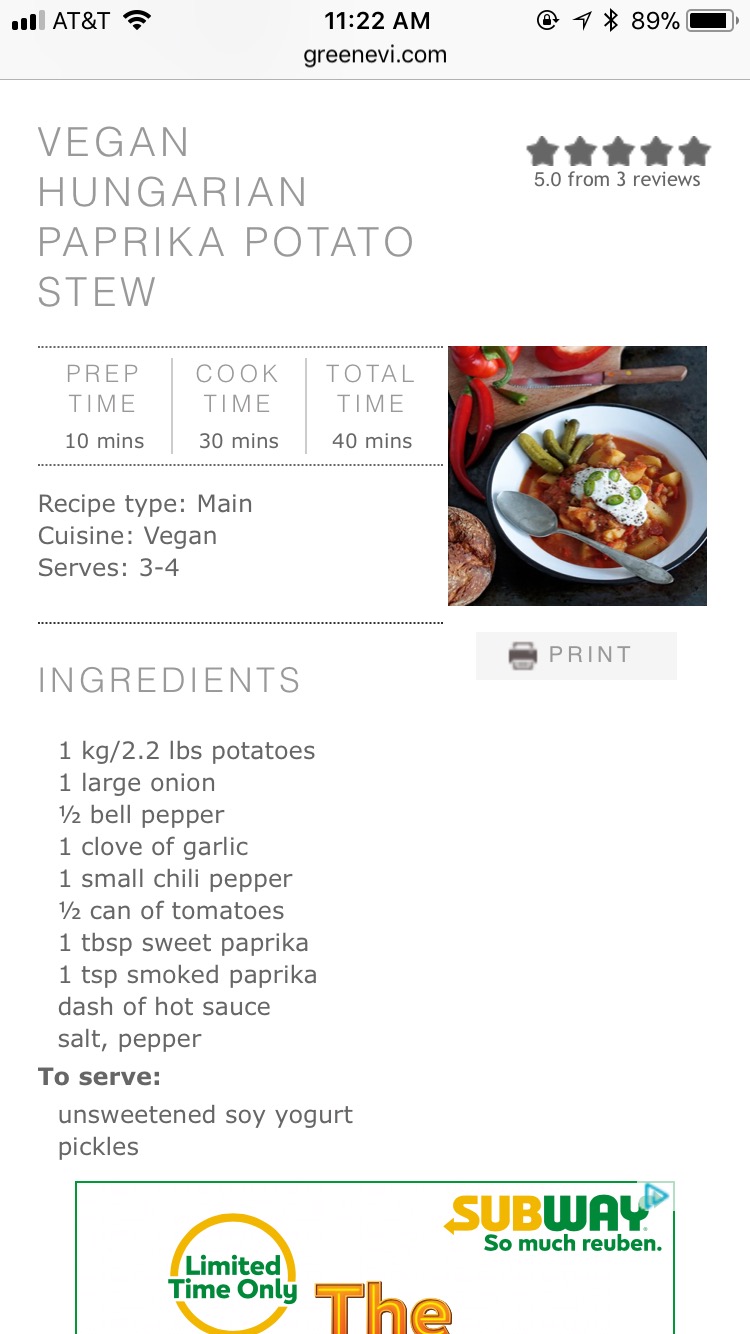 AT&T 11:22 AM 89%
greenevi.com
VEGAN
HUNGARIAN
PAPRIKA POTATO
STEW
5.0 from 3 reviews
PREP TIME
10 mins
COOK TIME
30 mins
TOTAL TIME
40 mins
Recipe type: Main
Cuisine: Vegan
Serves: 3-4
PRINT
INGREDIENTS
1 kg/2.2 lbs potatoes
1 large onion
½ bell pepper
1 clove of garlic
1 small chili pepper
½ can of tomatoes
1 tbsp sweet paprika
1 tsp smoked paprika
dash of hot sauce
salt, pepper
To serve:
unsweetened soy yogurt
pickles
SUBWAY
So much reuben.
Limited
Time Only
The